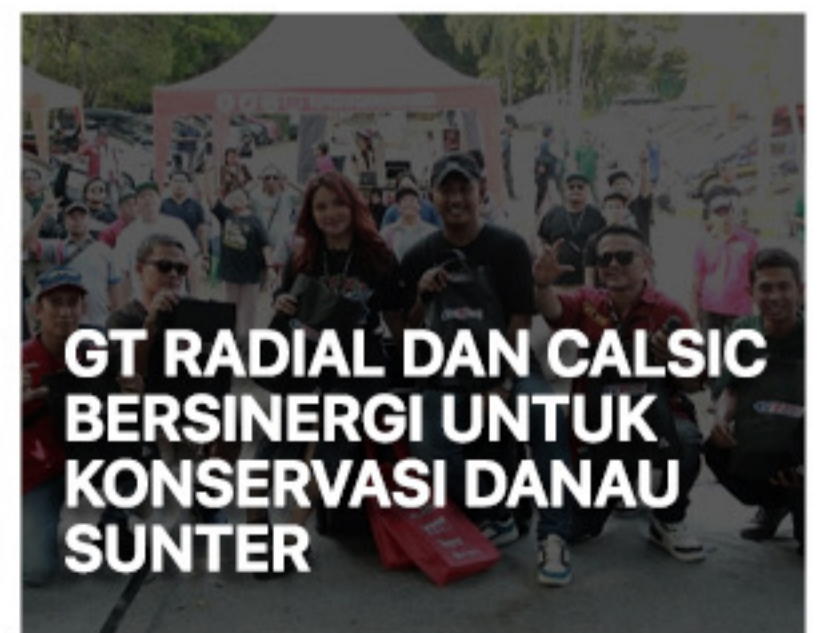 GT RADIAL DAN CALSIC
BERSINERGI UNTUK
KONSERVASI DANAU
SUNTER